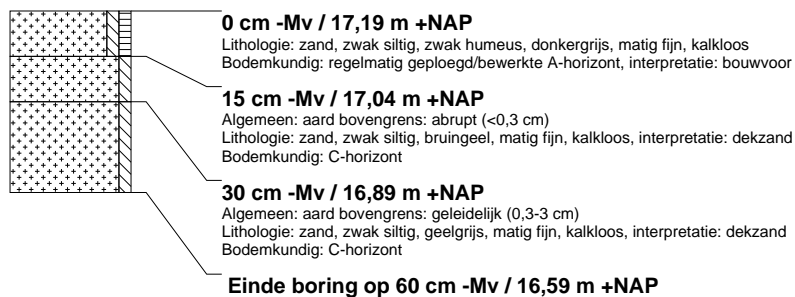 0 cm -Mv / 17,19 m +NAP
Lithologie: zand, zwak siltig, zwak humeus, donkergrijs, matig fijn, kalkloos
Bodemkundig: regelmatig geploegd/bewerkte A-horizont, interpretatie: bouwvoor
15 cm -Mv / 17,04 m +NAP
Algemeen: aard bovengrens: abrupt (<0,3 cm)
Lithologie: zand, zwak siltig, bruingeel, matig fijn, kalkloos, interpretatie: dekzand
Bodemkundig: C-horizont
30 cm -Mv / 16,89 m +NAP
Algemeen: aard bovengrens: geleidelijk (0,3-3 cm)
Lithologie: zand, zwak siltig, geelgrijs, matig fijn, kalkloos, interpretatie: dekzand
Bodemkundig: C-horizont
Einde boring op 60 cm -Mv / 16,59 m +NAP